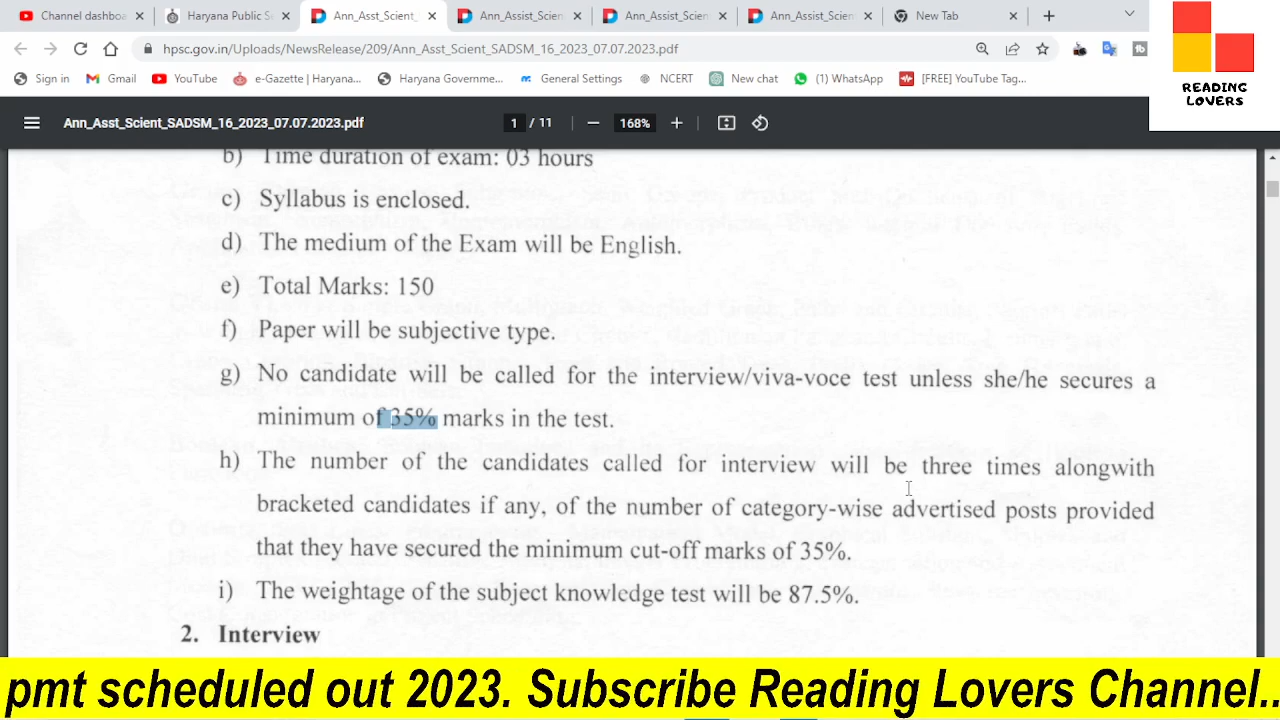 Channel dashboa
Haryana Public S
Ann_Asst_Scient_
Ann_Assist_Scien
Ann_Assist_Scien
Ann_Assist_Scien
New Tab
hpsc.gov.in/Uploads/NewsRelease/209/Ann_Asst_Scient_SADSM_16_2023_07.07.2023.pdf
Sign in
Gmail
YouTube
e-Gazette | Haryan...
Haryana Governme...
General Settings
NCERT
New chat
(1) WhatsApp
[FREE] YouTube Tag...
READING
LOVERS
Ann_Asst_Scient_SADSM_16_2023_07.07.2023.pdf
1 / 11
168%
b) Time duration of exam: 03 hours
c) Syllabus is enclosed.
d) The medium of the Exam will be English.
e) Total Marks: 150
f) Paper will be subjective type.
g) No candidate will be called for the interview/viva-voce test unless she/he secures a
minimum of 35% marks in the test.
h) The number of the candidates called for interview will be three times alongwith
bracketed candidates if any, of the number of category-wise advertised posts provided
that they have secured the minimum cut-off marks of 35%.
i) The weightage of the subject knowledge test will be 87.5%.
2. Interview
pmt scheduled out 2023. Subscribe Reading Lovers Channel..